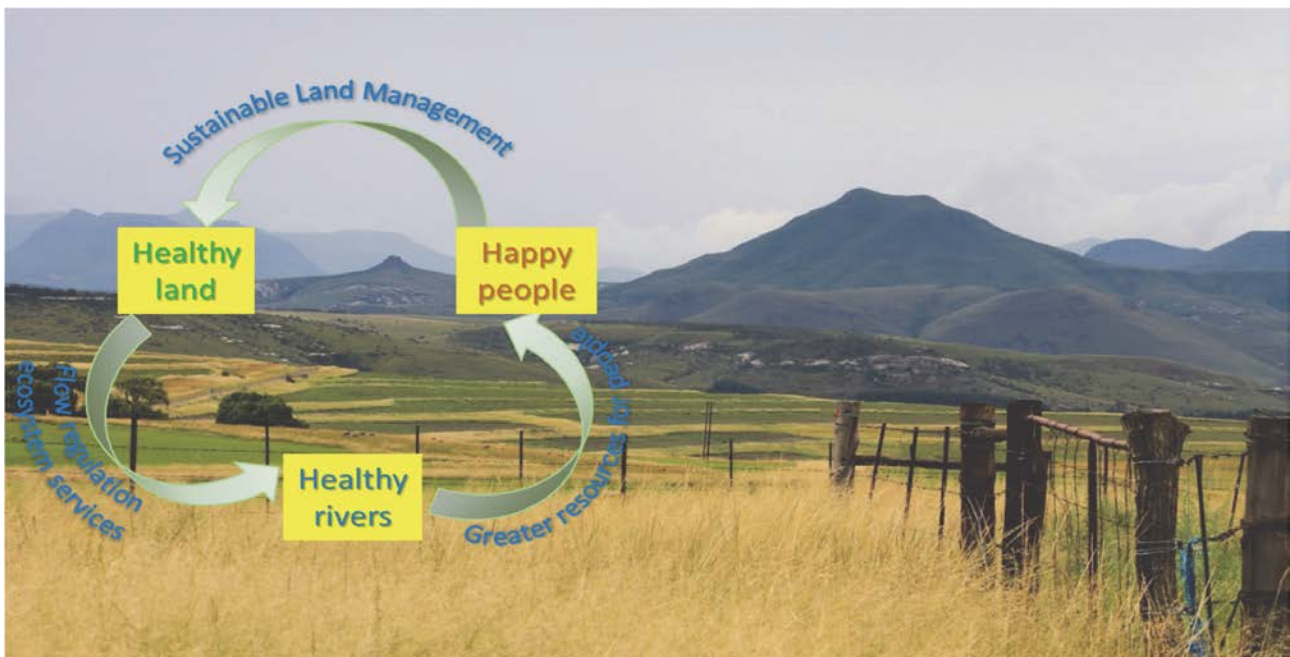 Sustainable Land Management
Healthy
land
Happy
people
Flow regulation
ecosystem services
Healthy
rivers
Greater resources for people